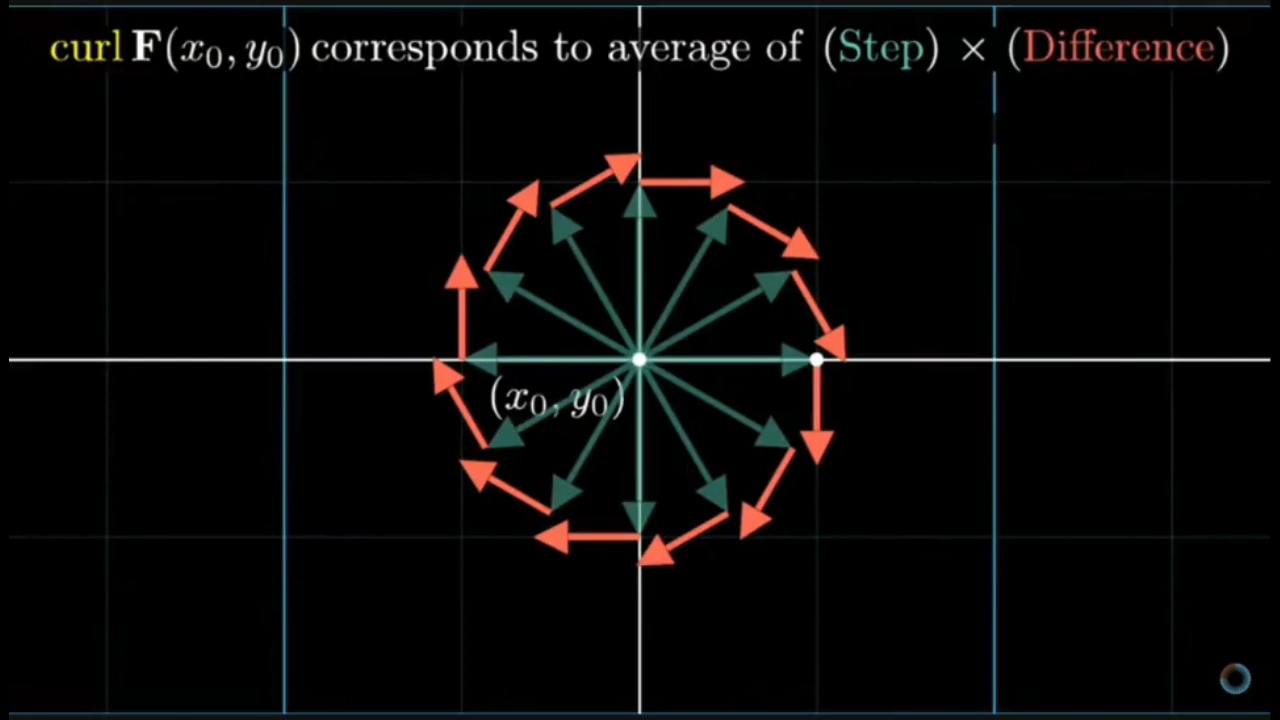 curl F(x₀, y₀) corresponds to average of (Step) × (Difference)
(x₀, y₀)